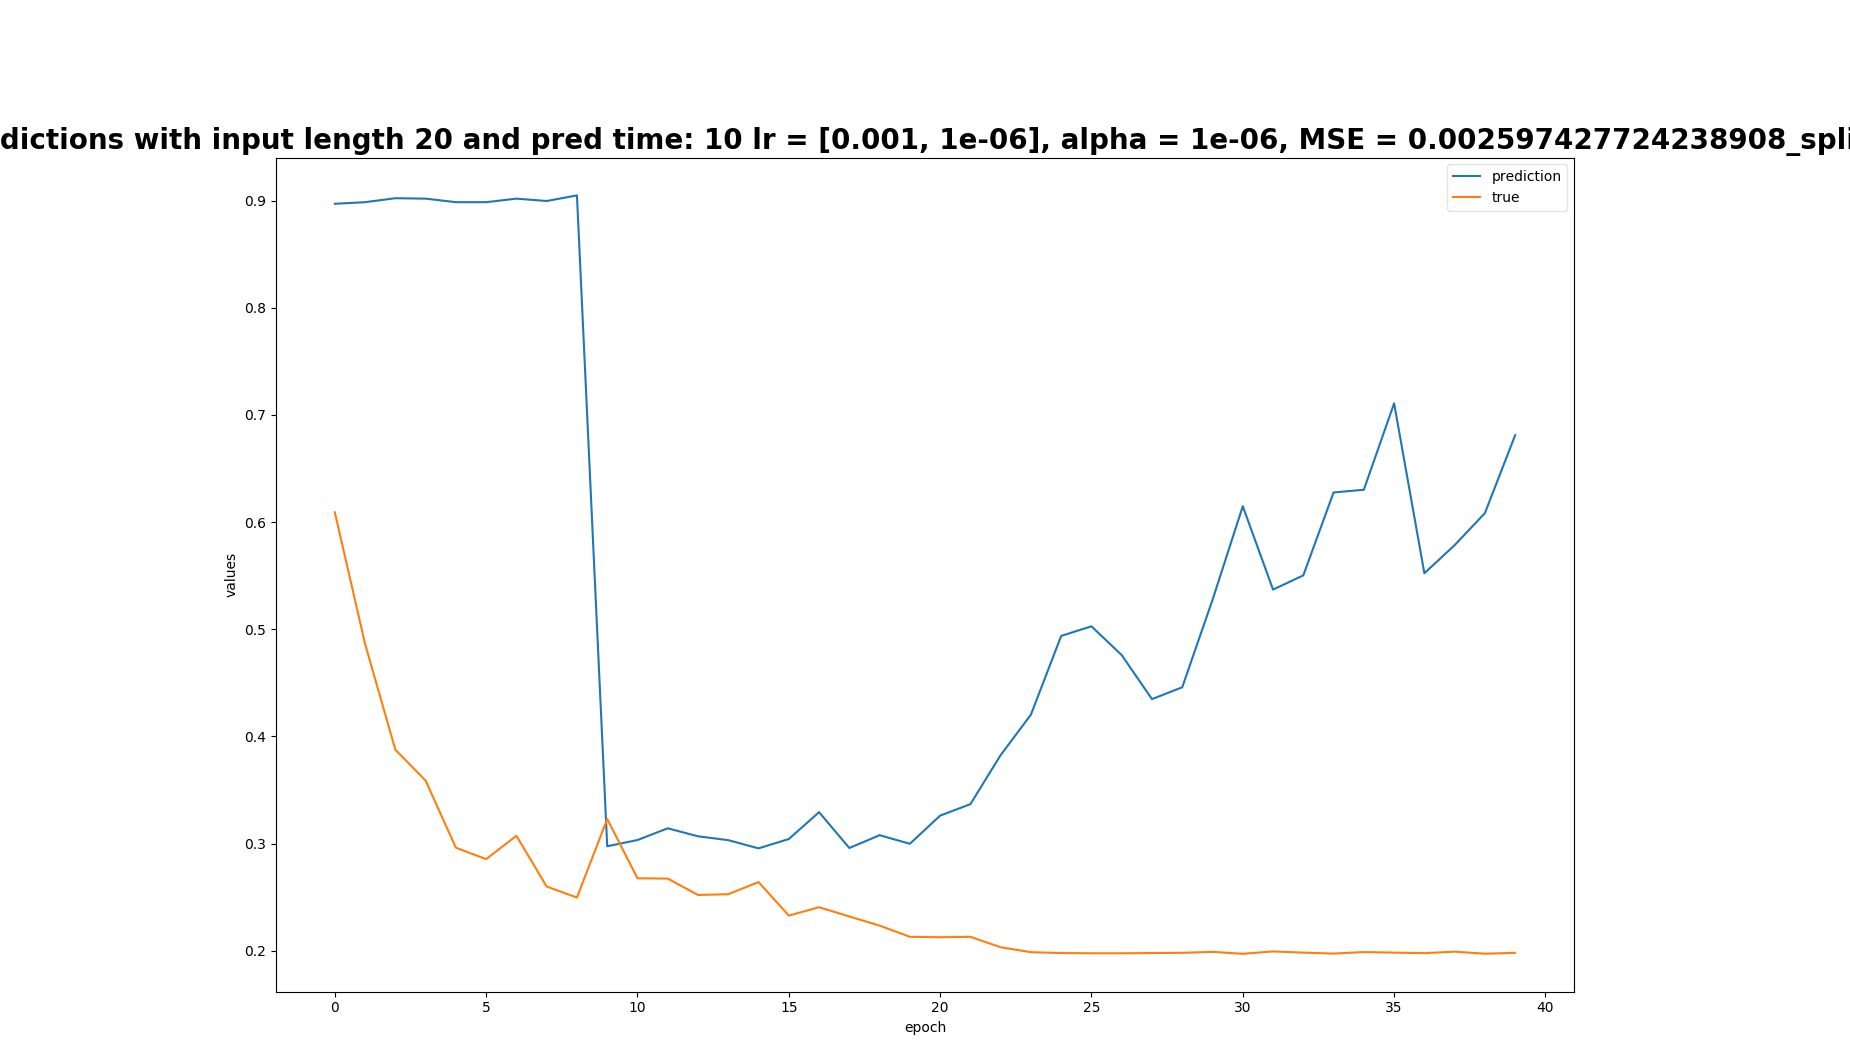 dictions with input length 20 and pred time: 10 lr = [0.001, 1e-06], alpha = 1e-06, MSE = 0.002597427724238908_spli
prediction
true
0.9
0.8
0.7
0.6
0.5
0.4
0.3
0.2
values
0 5 10 15 20 25 30 35 40
epoch